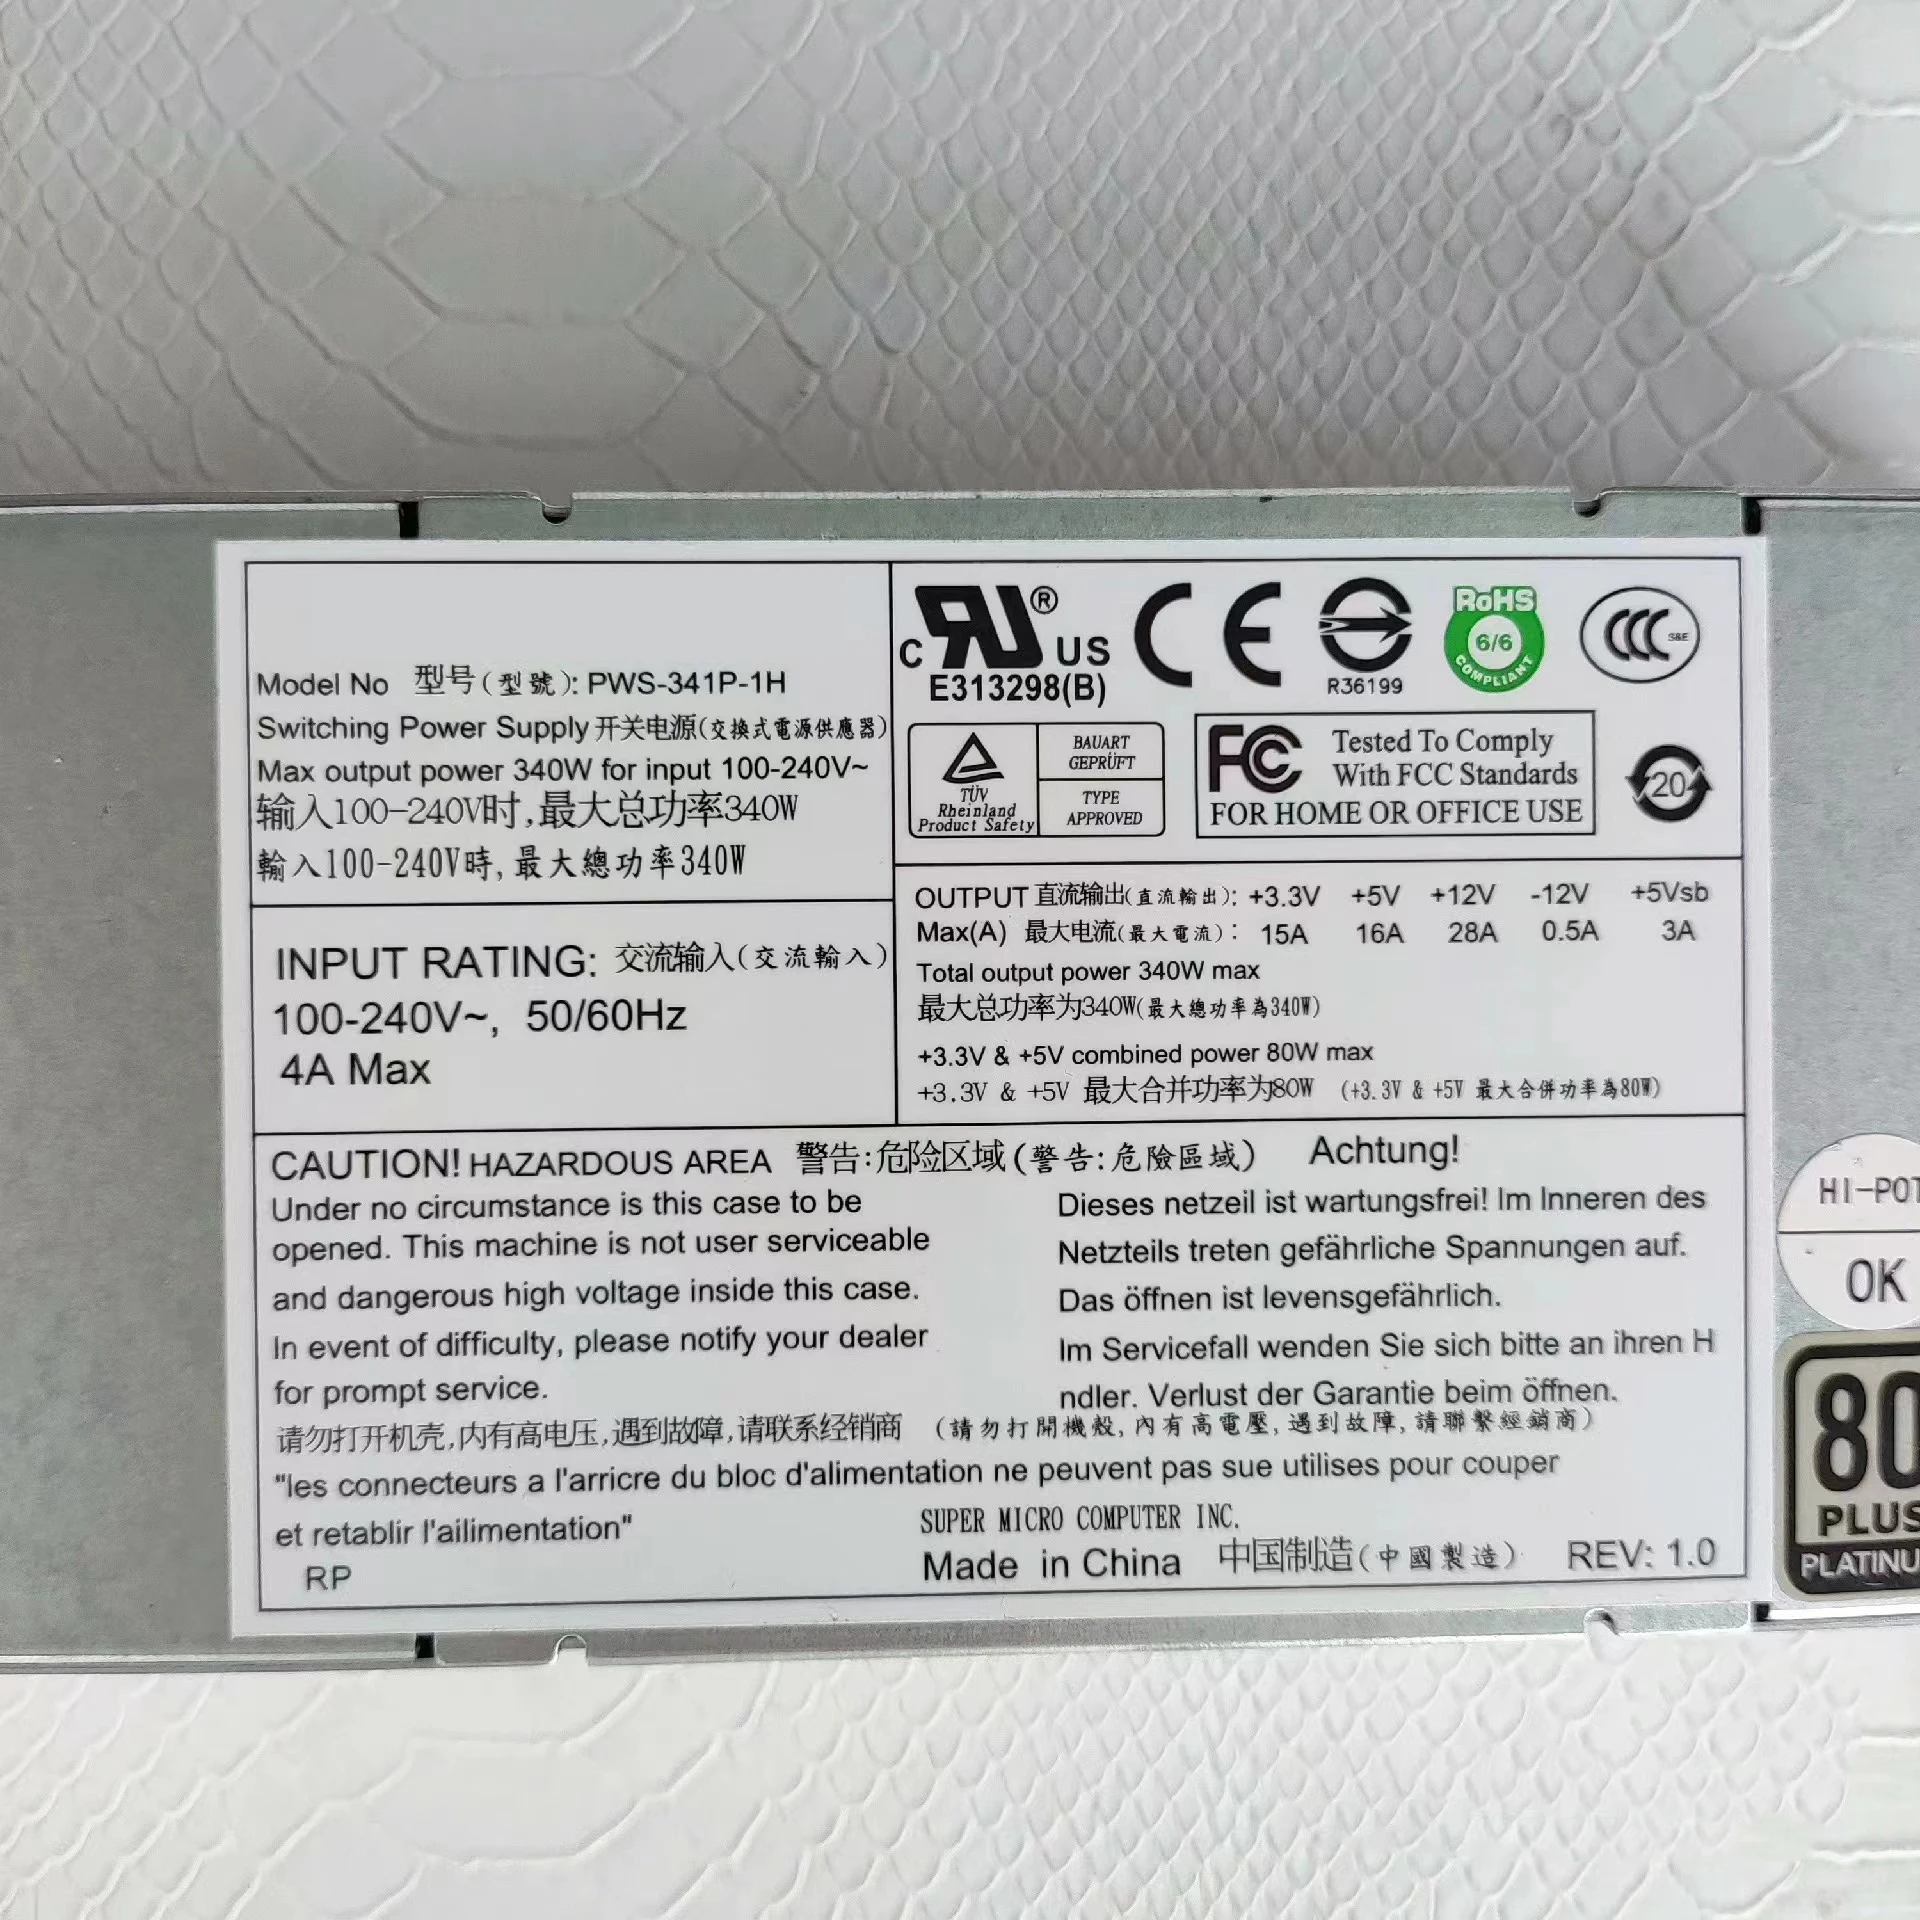 Model No 型号(型號): PWS-341P-1H
Switching Power Supply 开关电源(交換式電源供應器)
Max output power 340W for input 100-240V~
输入100-240V时,最大总功率340W
輸入100-240V時,最大總功率340W
INPUT RATING: 交流输入(交流輸入)
100-240V~, 50/60Hz
4A Max
C US ®
E313298(B)
CE
R36199
RoHS
6/6
COMPLIANT
CCC S&E
TÜV
Rheinland
Product Safety
BAUART
GEPRÜFT
TYPE
APPROVED
FC Tested To Comply
With FCC Standards
FOR HOME OR OFFICE USE
20
OUTPUT 直流输出(直流輸出): +3.3V +5V +12V -12V +5Vsb
Max(A) 最大电流(最大電流): 15A 16A 28A 0.5A 3A
Total output power 340W max
最大总功率为340W(最大總功率為340W)
+3.3V & +5V combined power 80W max
+3.3V & +5V 最大合并功率为80W (+3.3V & +5V 最大合併功率為80W)
CAUTION! HAZARDOUS AREA 警告:危险区域(警告:危險區域) Achtung!
Under no circumstance is this case to be
opened. This machine is not user serviceable
and dangerous high voltage inside this case.
In event of difficulty, please notify your dealer
for prompt service.
Dieses netzeil ist wartungsfrei! Im Inneren des
Netzteils treten gefährliche Spannungen auf.
Das öffnen ist levensgefährlich.
Im Servicefall wenden Sie sich bitte an ihren H
ndler. Verlust der Garantie beim öffnen.
请勿打开机壳,内有高电压,遇到故障,请联系经销商 (請勿打開機殼,內有高電壓,遇到故障,請聯繫經銷商)
"les connecteurs a l'arricre du bloc d'alimentation ne peuvent pas sue utilises pour couper
et retablir l'ailimentation"
SUPER MICRO COMPUTER INC.
RP
Made in China 中国制造(中國製造) REV: 1.0
HI-POT
OK
80
PLUS
PLATINU